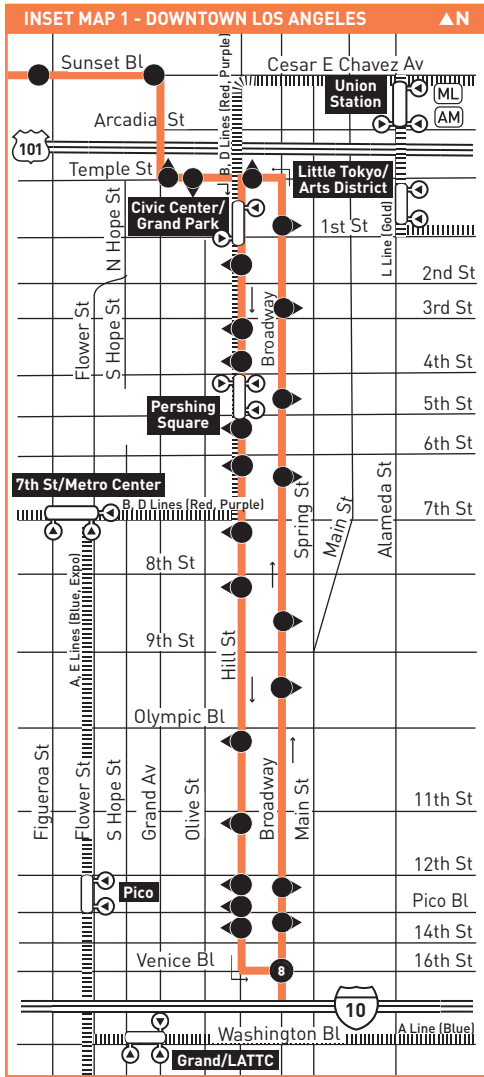 INSET MAP 1 - DOWNTOWN LOS ANGELES
▲N
Sunset Bl
Cesar E Chavez Av
B, D Lines (Red, Purple)
Union
Station
ML
AM
Arcadia St
101
Temple St
Little Tokyo/
Arts District
Civic Center/
Grand Park
N Hope St
1st St
L Line (Gold)
2nd St
Flower St
S Hope St
Broadway
3rd St
4th St
Pershing
Square
5th St
6th St
7th St/Metro Center
B, D Lines (Red, Purple)
Spring St
Main St
Alameda St
7th St
8th St
A, E Lines (Blue, Expo)
9th St
Hill St
Olympic Bl
Figueroa St
Flower St
S Hope St
Grand Av
Olive St
Broadway
Main St
11th St
12th St
Pico
Pico Bl
14th St
Venice Bl
8
16th St
10
Washington Bl
A Line (Blue)
Grand/LATTC